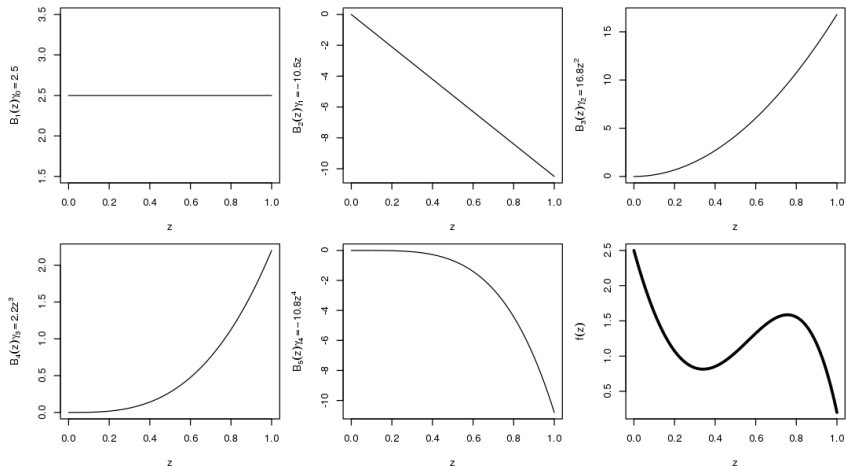 B₁(z)γ₀ = 2.5
1.5 2.0 2.5 3.0 3.5
0.0 0.2 0.4 0.6 0.8 1.0
z
B₂(z)γ₁ = −10.5z
−10 −8 −6 −4 −2 0
0.0 0.2 0.4 0.6 0.8 1.0
z
B₃(z)γ₂ = 16.8z²
0 5 10 15
0.0 0.2 0.4 0.6 0.8 1.0
z
B₄(z)γ₃ = 2.2z³
0.0 0.5 1.0 1.5 2.0
0.0 0.2 0.4 0.6 0.8 1.0
z
B₅(z)γ₄ = −10.8z⁴
−10 −8 −6 −4 −2 0
0.0 0.2 0.4 0.6 0.8 1.0
z
f(z)
0.5 1.0 1.5 2.0 2.5
0.0 0.2 0.4 0.6 0.8 1.0
z